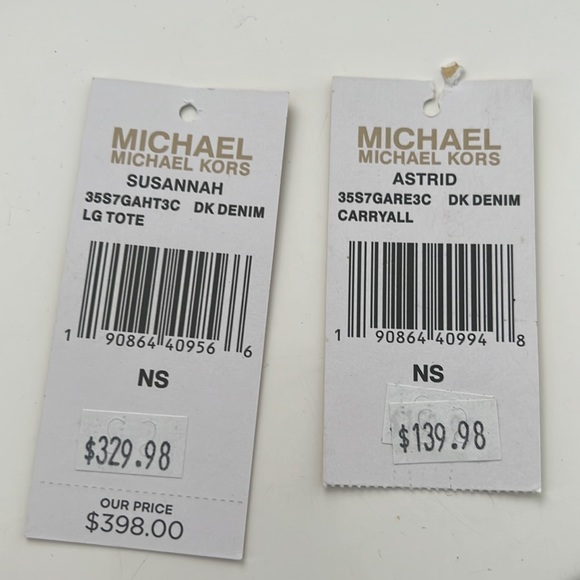 MICHAEL
MICHAEL KORS
SUSANNAH
35S7GAHT3C DK DENIM
LG TOTE
1 90864 40956 6
NS
$329.98
OUR PRICE
$398.00
MICHAEL
MICHAEL KORS
ASTRID
35S7GARE3C DK DENIM
CARRYALL
1 90864 40994 8
NS
$139.98